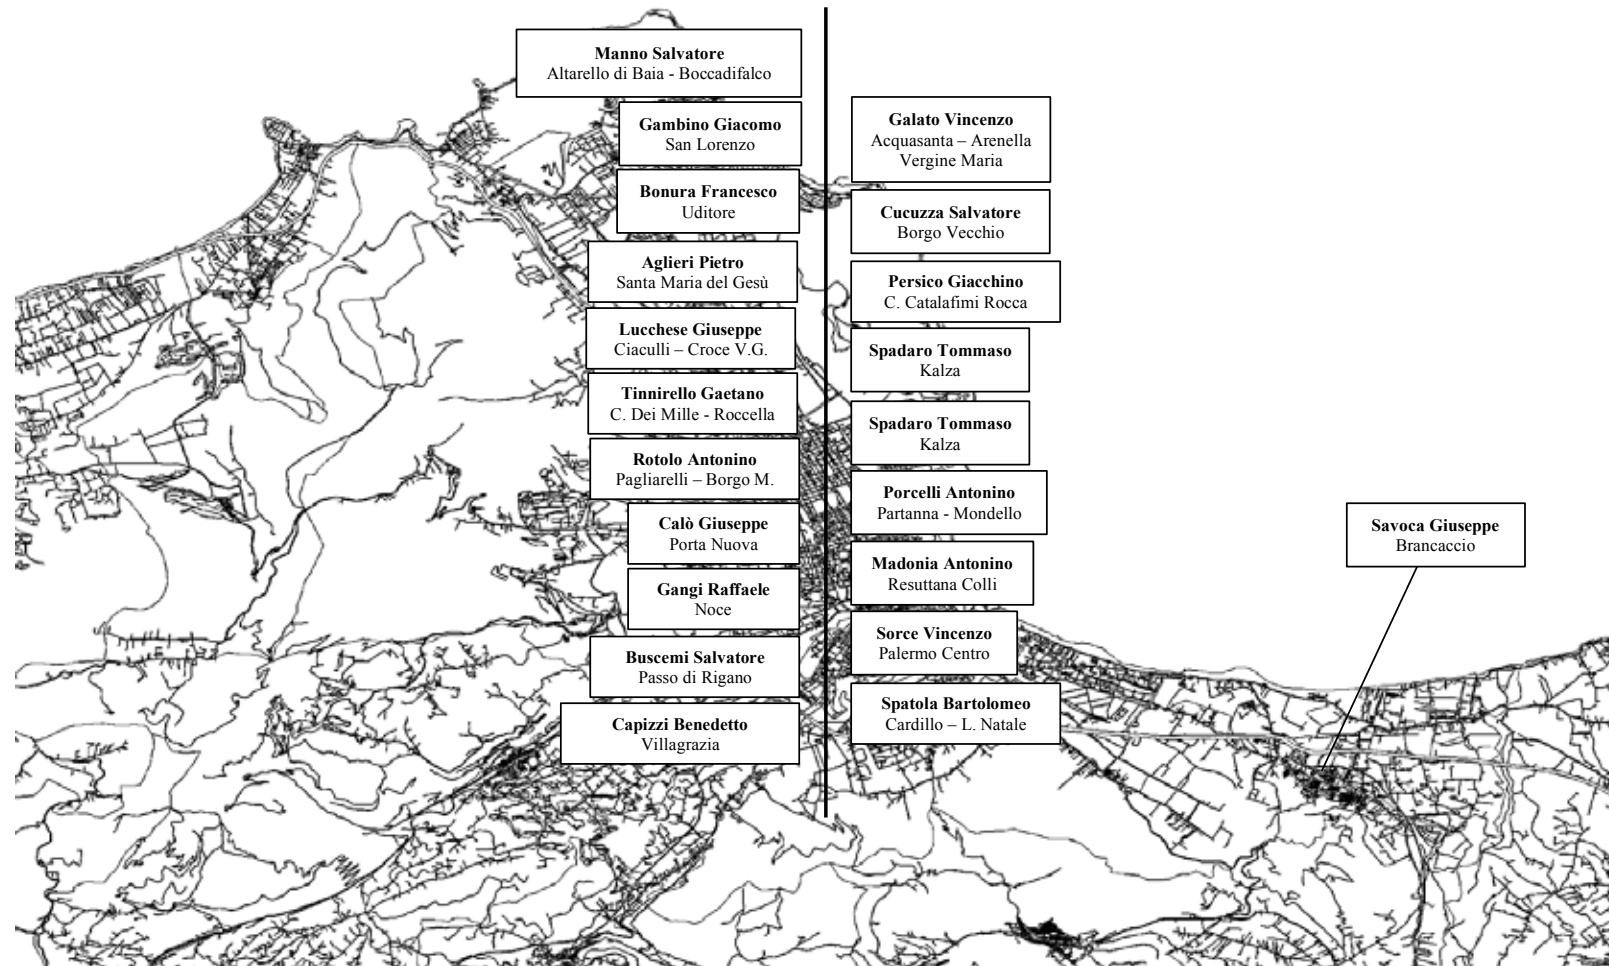 Manno Salvatore
Altarello di Baia - Boccadifalco
Gambino Giacomo
San Lorenzo
Bonura Francesco
Uditore
Aglieri Pietro
Santa Maria del Gesù
Lucchese Giuseppe
Ciaculli – Croce V.G.
Tinnirello Gaetano
C. Dei Mille - Roccella
Rotolo Antonino
Pagliarelli – Borgo M.
Calò Giuseppe
Porta Nuova
Gangi Raffaele
Noce
Buscemi Salvatore
Passo di Rigano
Capizzi Benedetto
Villagrazia
Galato Vincenzo
Acquasanta – Arenella
Vergine Maria
Cucuzza Salvatore
Borgo Vecchio
Persico Giacchino
C. Catalafimi Rocca
Spadaro Tommaso
Kalza
Spadaro Tommaso
Kalza
Porcelli Antonino
Partanna - Mondello
Madonia Antonino
Resuttana Colli
Sorce Vincenzo
Palermo Centro
Spatola Bartolomeo
Cardillo – L. Natale
Savoca Giuseppe
Brancaccio